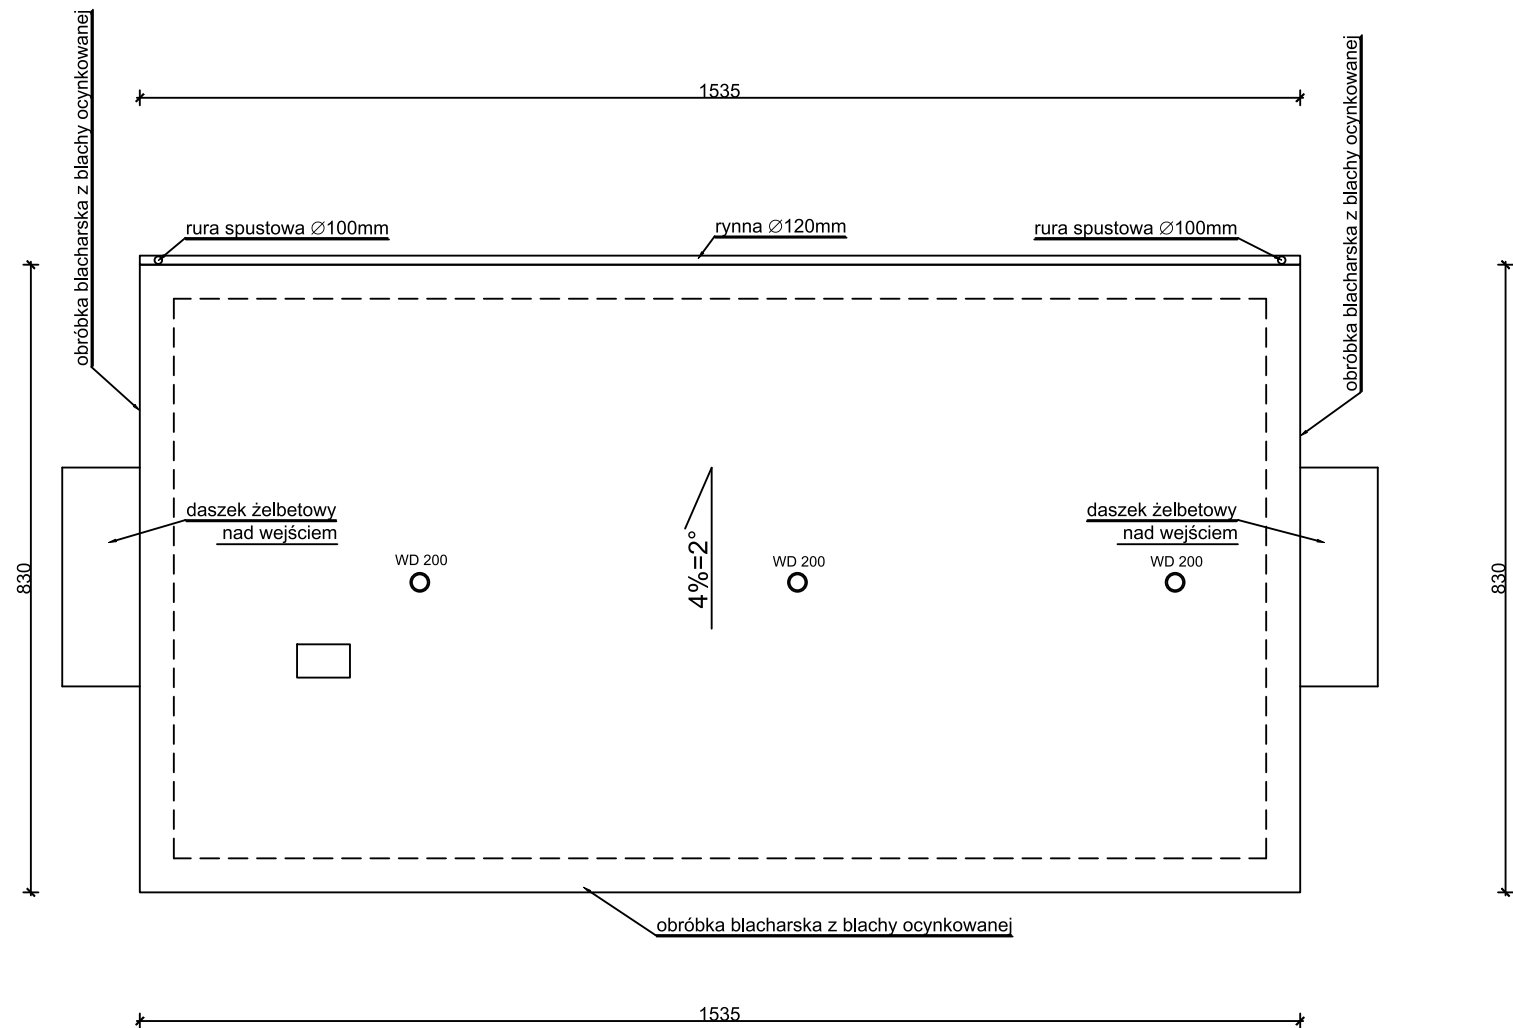 obróbka blacharska z blachy ocynkowanej
obróbka blacharska z blachy ocynkowanej
1535
rura spustowa ∅100mm
rynna ∅120mm
rura spustowa ∅100mm
daszek żelbetowy
nad wejściem
daszek żelbetowy
nad wejściem
WD 200
WD 200
WD 200
4%=2°
830
830
obróbka blacharska z blachy ocynkowanej
1535